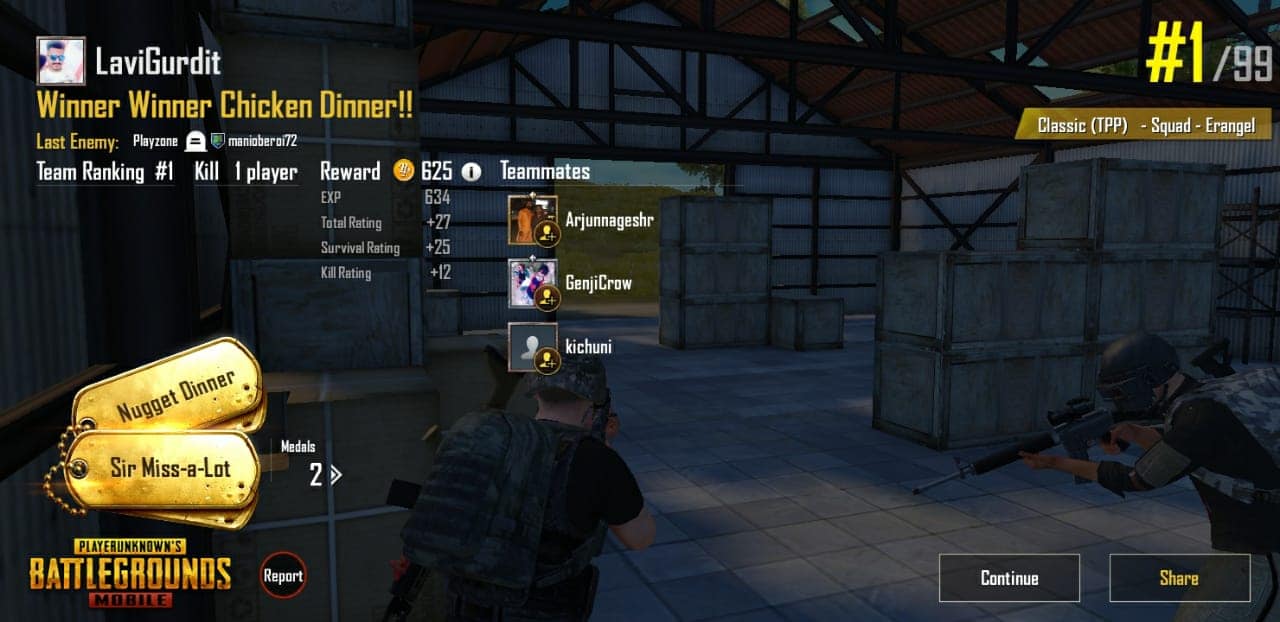 LaviGurdit
Winner Winner Chicken Dinner!!
Last Enemy: Playzone manioberoi72
Team Ranking #1 Kill 1 player Reward 625
EXP 634
Total Rating +27
Survival Rating +25
Kill Rating +12
Teammates
Arjunnageshr
GenjiCrow
kichuni
#1/99
Classic (TPP) - Squad - Erangel
Nugget Dinner
Sir Miss-a-Lot
Medals
2
PLAYERUNKNOWN'S
BATTLEGROUNDS
MOBILE
Report
Continue
Share